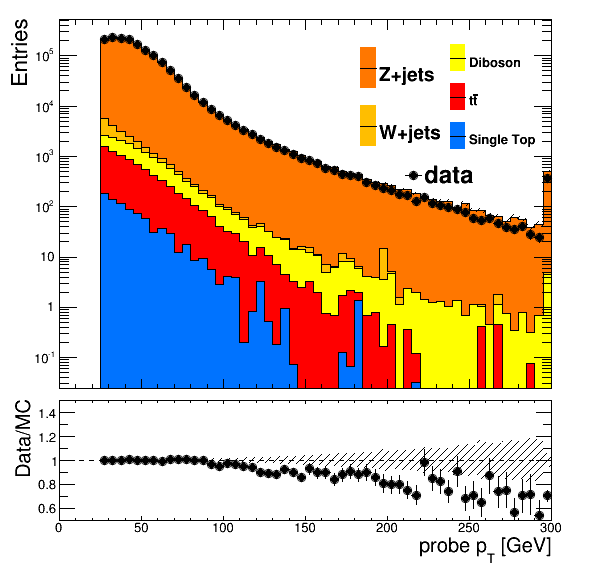 Entries
10^5
10^4
10^3
10^2
10
1
10^-1
Z+jets
W+jets
Diboson
tt̄
Single Top
data
Data/MC
1.4
1.2
1
0.8
0.6
0 50 100 150 200 250 300
probe p_T [GeV]